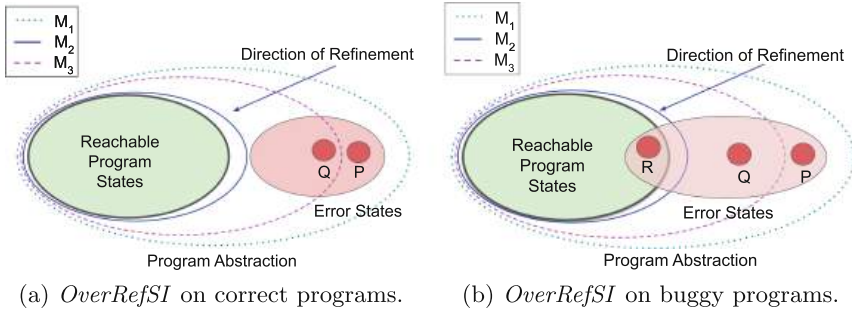 M1
M2
M3
Direction of Refinement
Reachable
Program
States
Q
P
Error States
Program Abstraction
(a) OverRefSI on correct programs.
M1
M2
M3
Direction of Refinement
Reachable
Program
States
R
Q
P
Error States
Program Abstraction
(b) OverRefSI on buggy programs.